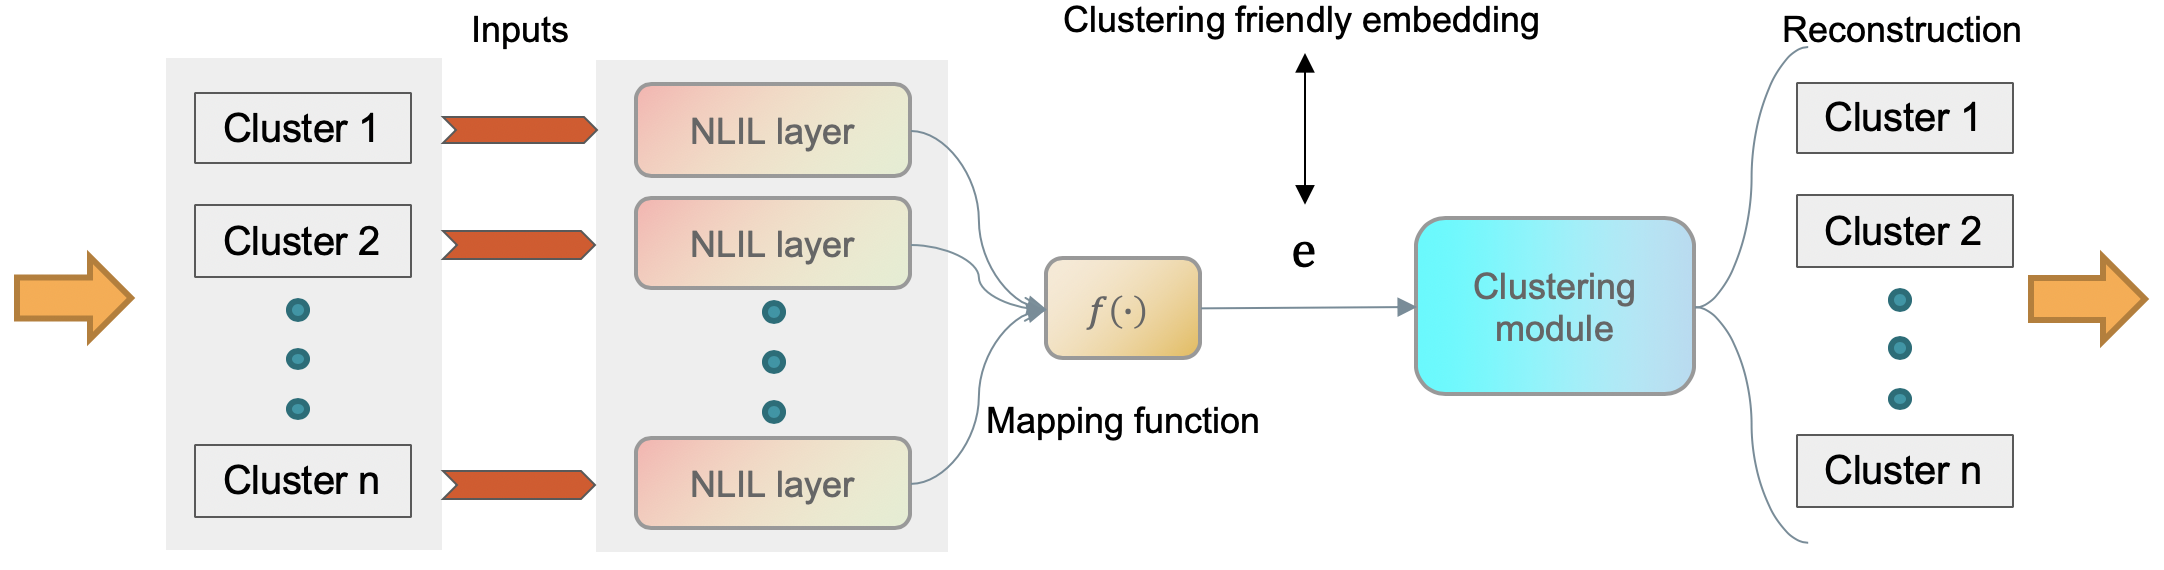 Inputs
Cluster 1
Cluster 2
Cluster n
NLIL layer
NLIL layer
NLIL layer
f(·)
Mapping function
Clustering friendly embedding
e
Clustering
module
Reconstruction
Cluster 1
Cluster 2
Cluster n